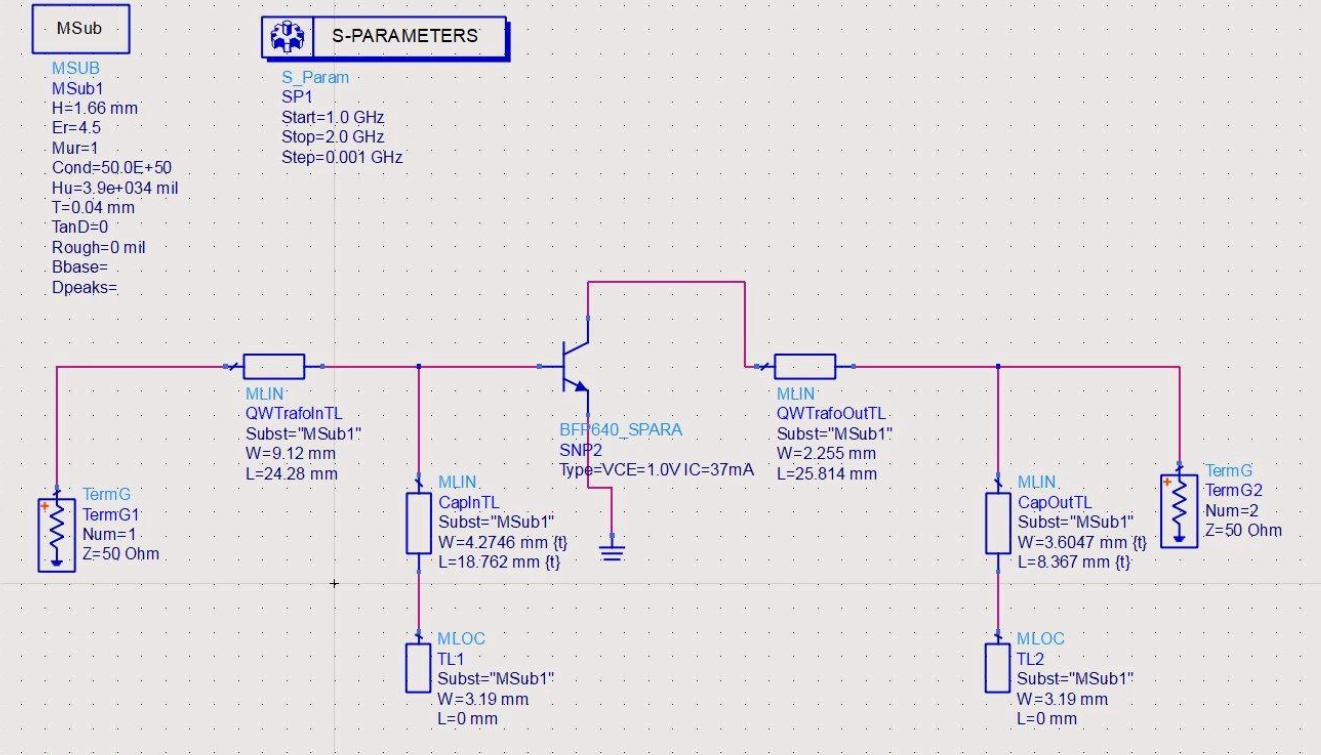 MSub
MSUB
MSub1
H=1.66 mm
Er=4.5
Mur=1
Cond=50.0E+50
Hu=3.9e+034 mil
T=0.04 mm
TanD=0
Rough=0 mil
Bbase=
Dpeaks=
S-PARAMETERS
S_Param
SP1
Start=1.0 GHz
Stop=2.0 GHz
Step=0.001 GHz
MLIN
QWTrafoInTL
Subst="MSub1"
W=9.12 mm
L=24.28 mm
BFP640_SPARA
SNP2
Type=VCE=1.0V IC=37mA
MLIN
QWTrafoOutTL
Subst="MSub1"
W=2.255 mm
L=25.814 mm
TermG
TermG1
Num=1
Z=50 Ohm
MLIN
CapInTL
Subst="MSub1"
W=4.2746 mm {t}
L=18.762 mm {t}
MLIN
CapOutTL
Subst="MSub1"
W=3.6047 mm {t}
L=8.367 mm {t}
TermG
TermG2
Num=2
Z=50 Ohm
MLOC
TL1
Subst="MSub1"
W=3.19 mm
L=0 mm
MLOC
TL2
Subst="MSub1"
W=3.19 mm
L=0 mm